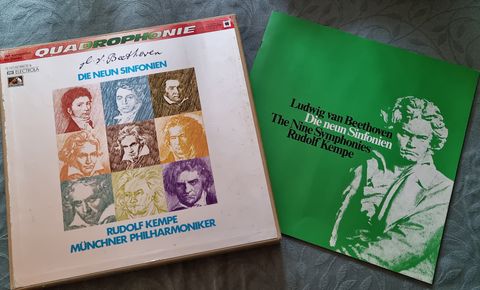 QUADROPHONIE
L. v. Beethoven
DIE NEUN SINFONIEN
ELECTROLA
RUDOLF KEMPE
MÜNCHNER PHILHARMONIKER
Ludwig van Beethoven
Die neun Sinfonien
The Nine Symphonies
Rudolf Kempe